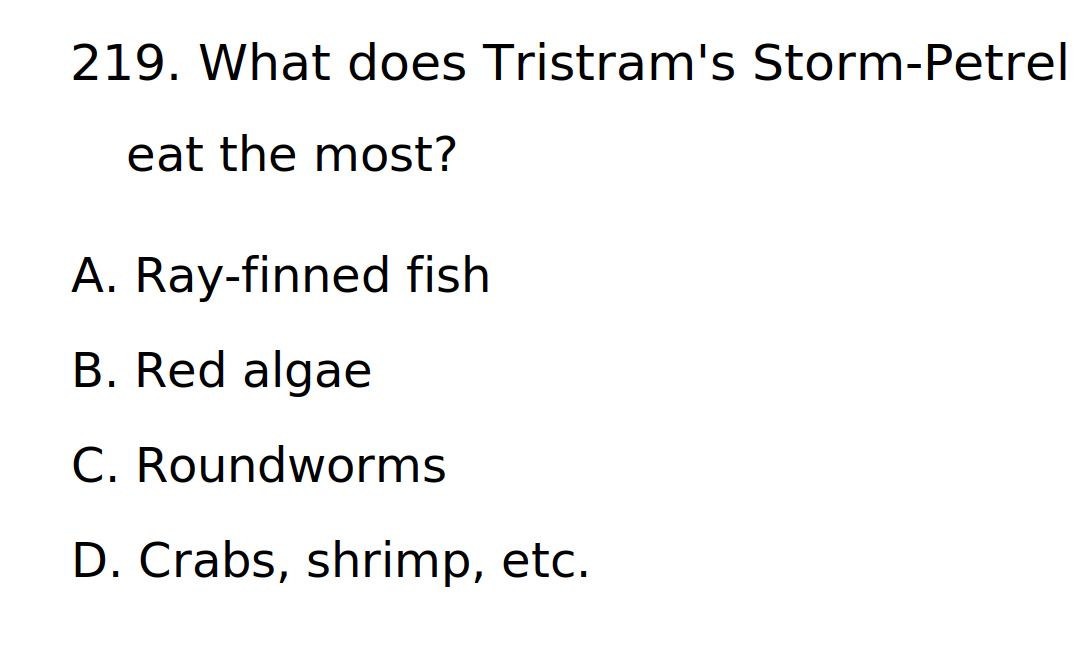 219. What does Tristram's Storm-Petrel
eat the most?
A. Ray-finned fish
B. Red algae
C. Roundworms
D. Crabs, shrimp, etc.